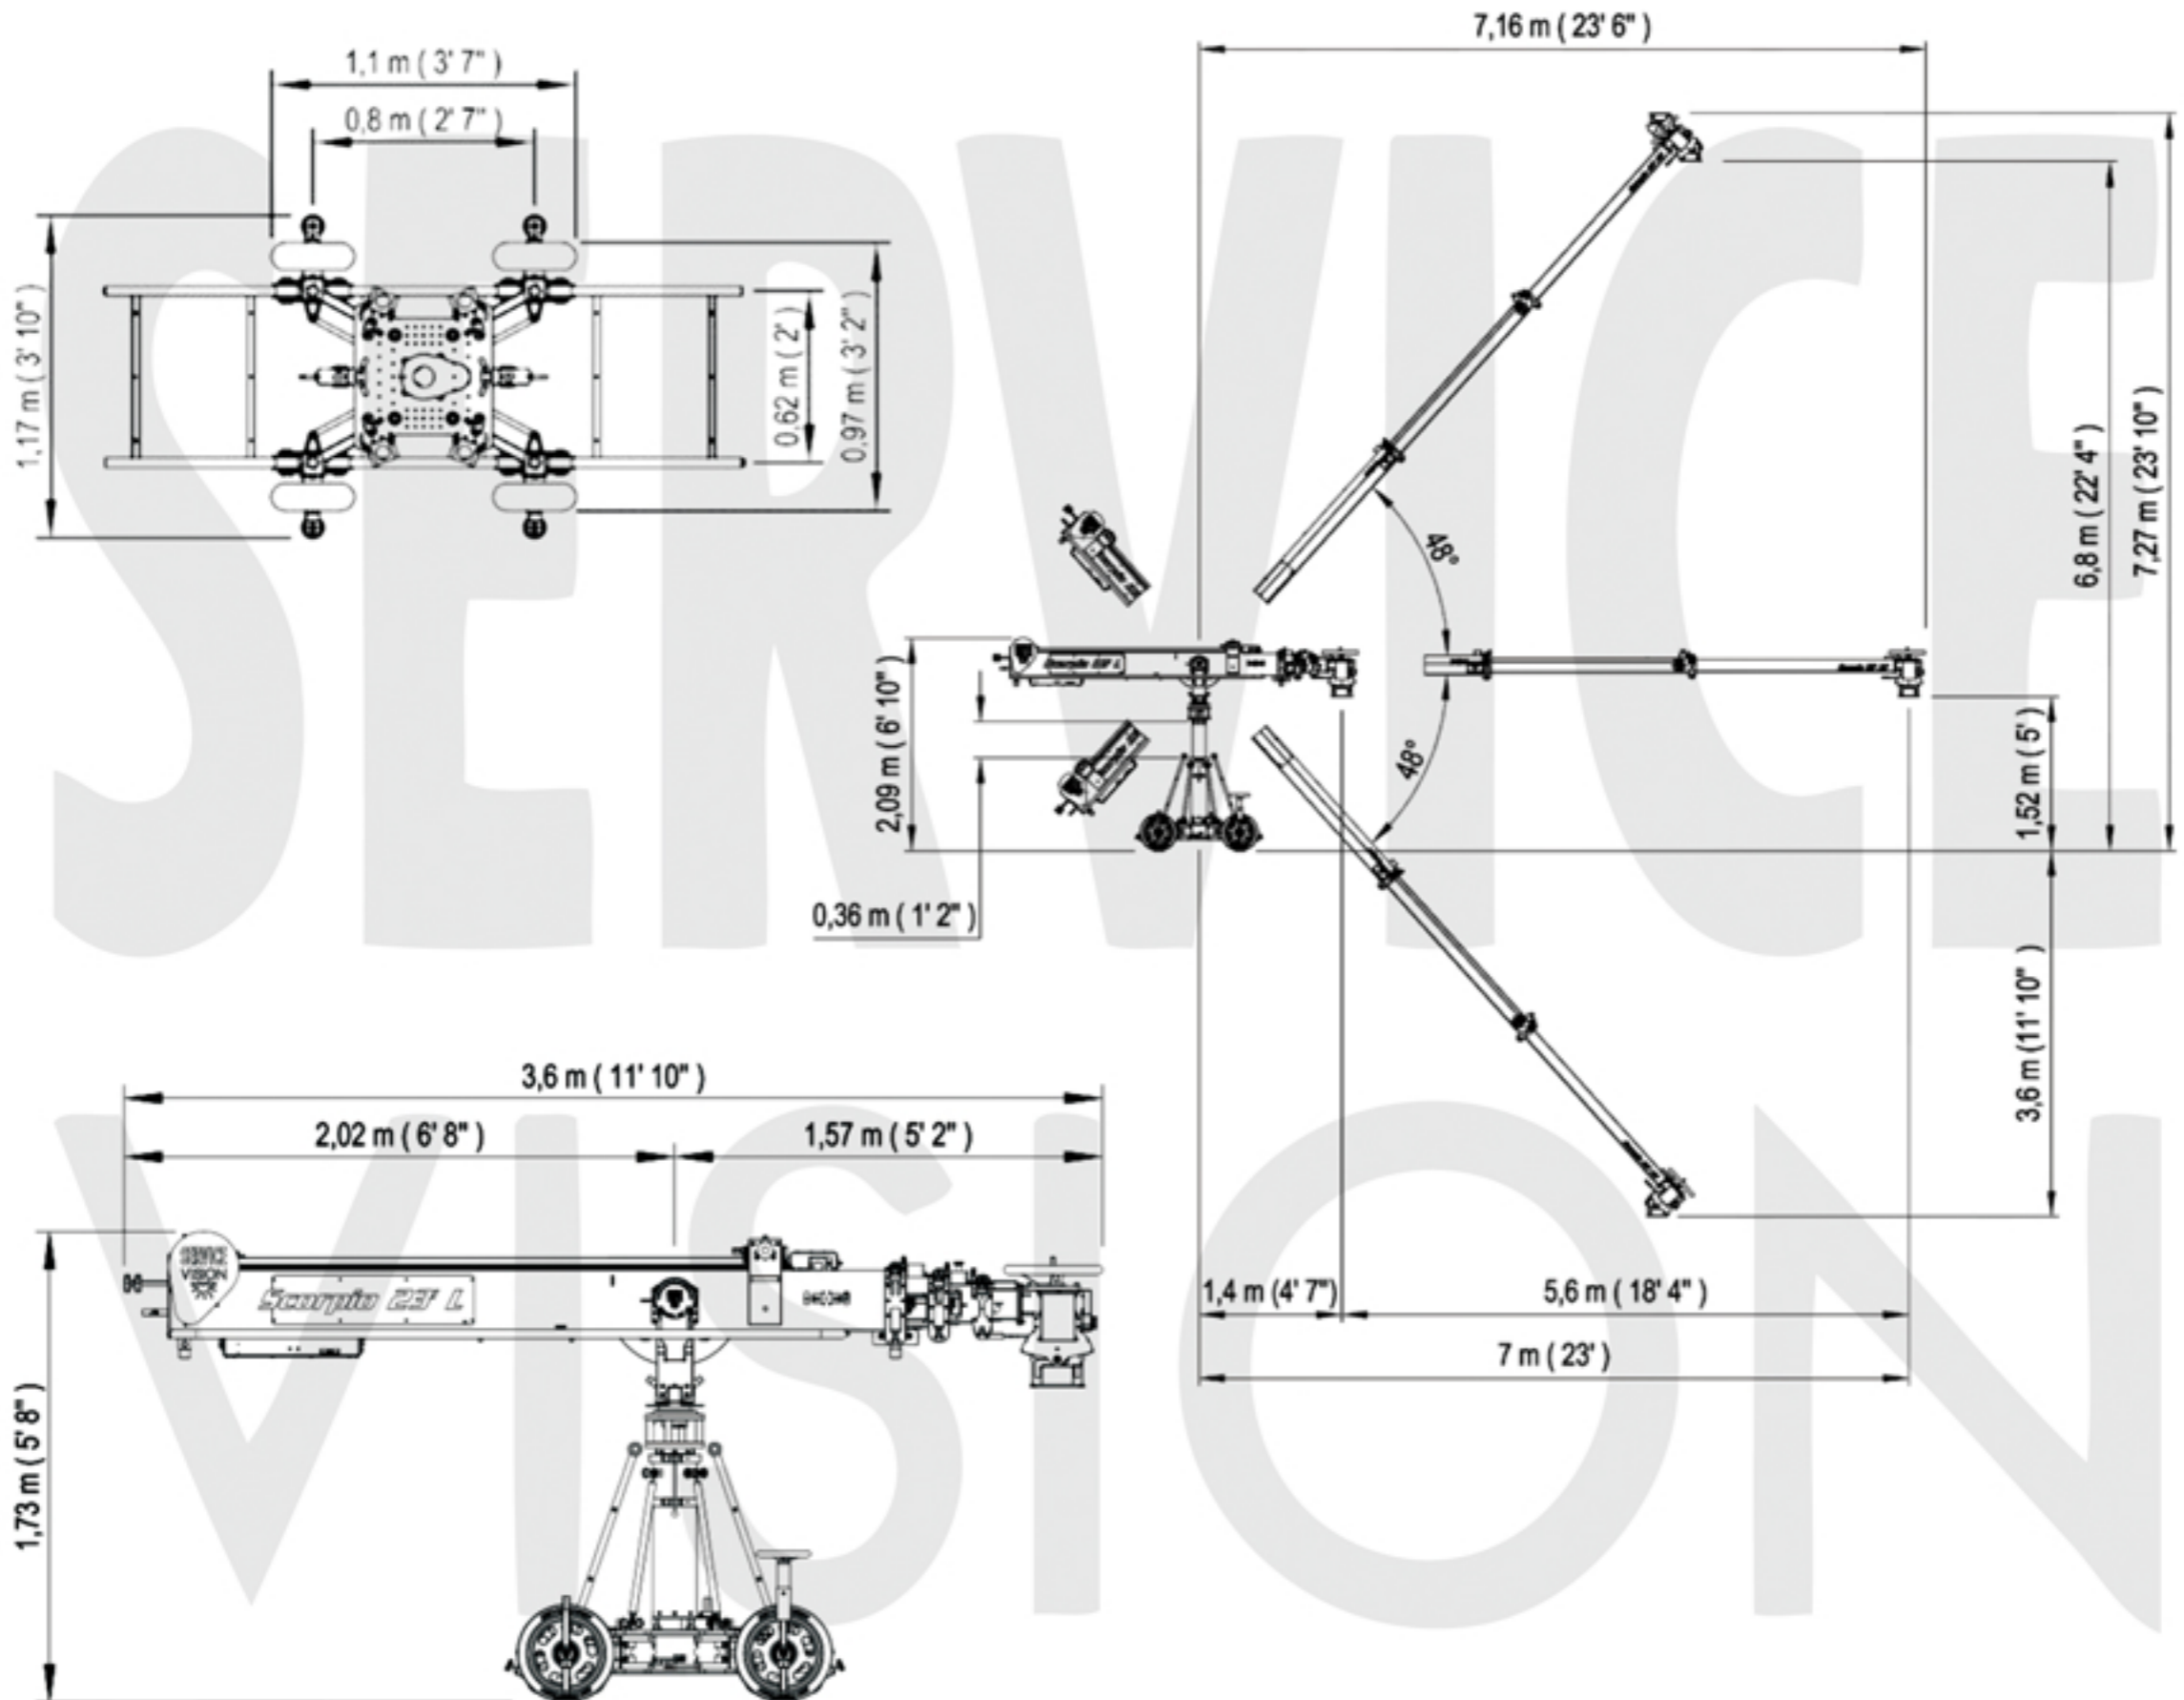 7,16 m ( 23' 6" )
1,1 m ( 3' 7" )
0,8 m ( 2' 7" )
1,17 m ( 3' 10" )
0,62 m ( 2' )
0,97 m ( 3' 2" )
48°
48°
6,8 m ( 22' 4" )
7,27 m ( 23' 10" )
Scorpio 23' L
2,09 m ( 6' 10" )
0,36 m ( 1' 2" )
1,52 m ( 5' )
3,6 m (11' 10" )
SERVICE
VISION
3,6 m ( 11' 10" )
2,02 m ( 6' 8" )
1,57 m ( 5' 2" )
SERVICE
VISION
Scorpio 23' L
1,73 m ( 5' 8" )
1,4 m (4' 7")
5,6 m ( 18' 4" )
7 m ( 23' )